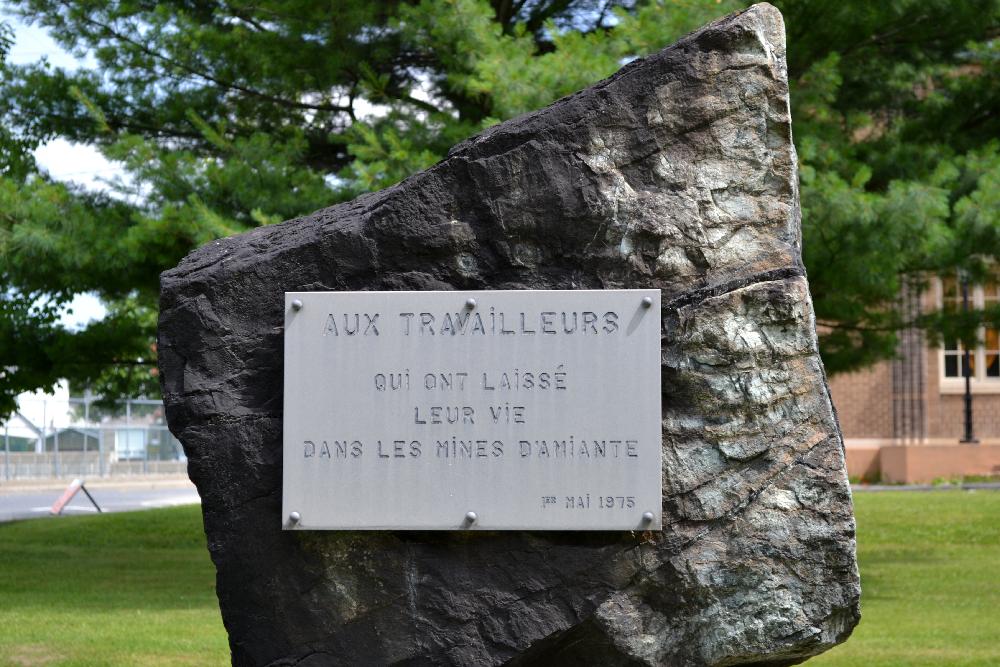 AUX TRAVAILLEURS
QUI ONT LAISSÉ
LEUR VIE
DANS LES MINES D'AMIANTE
1ER MAI 1975